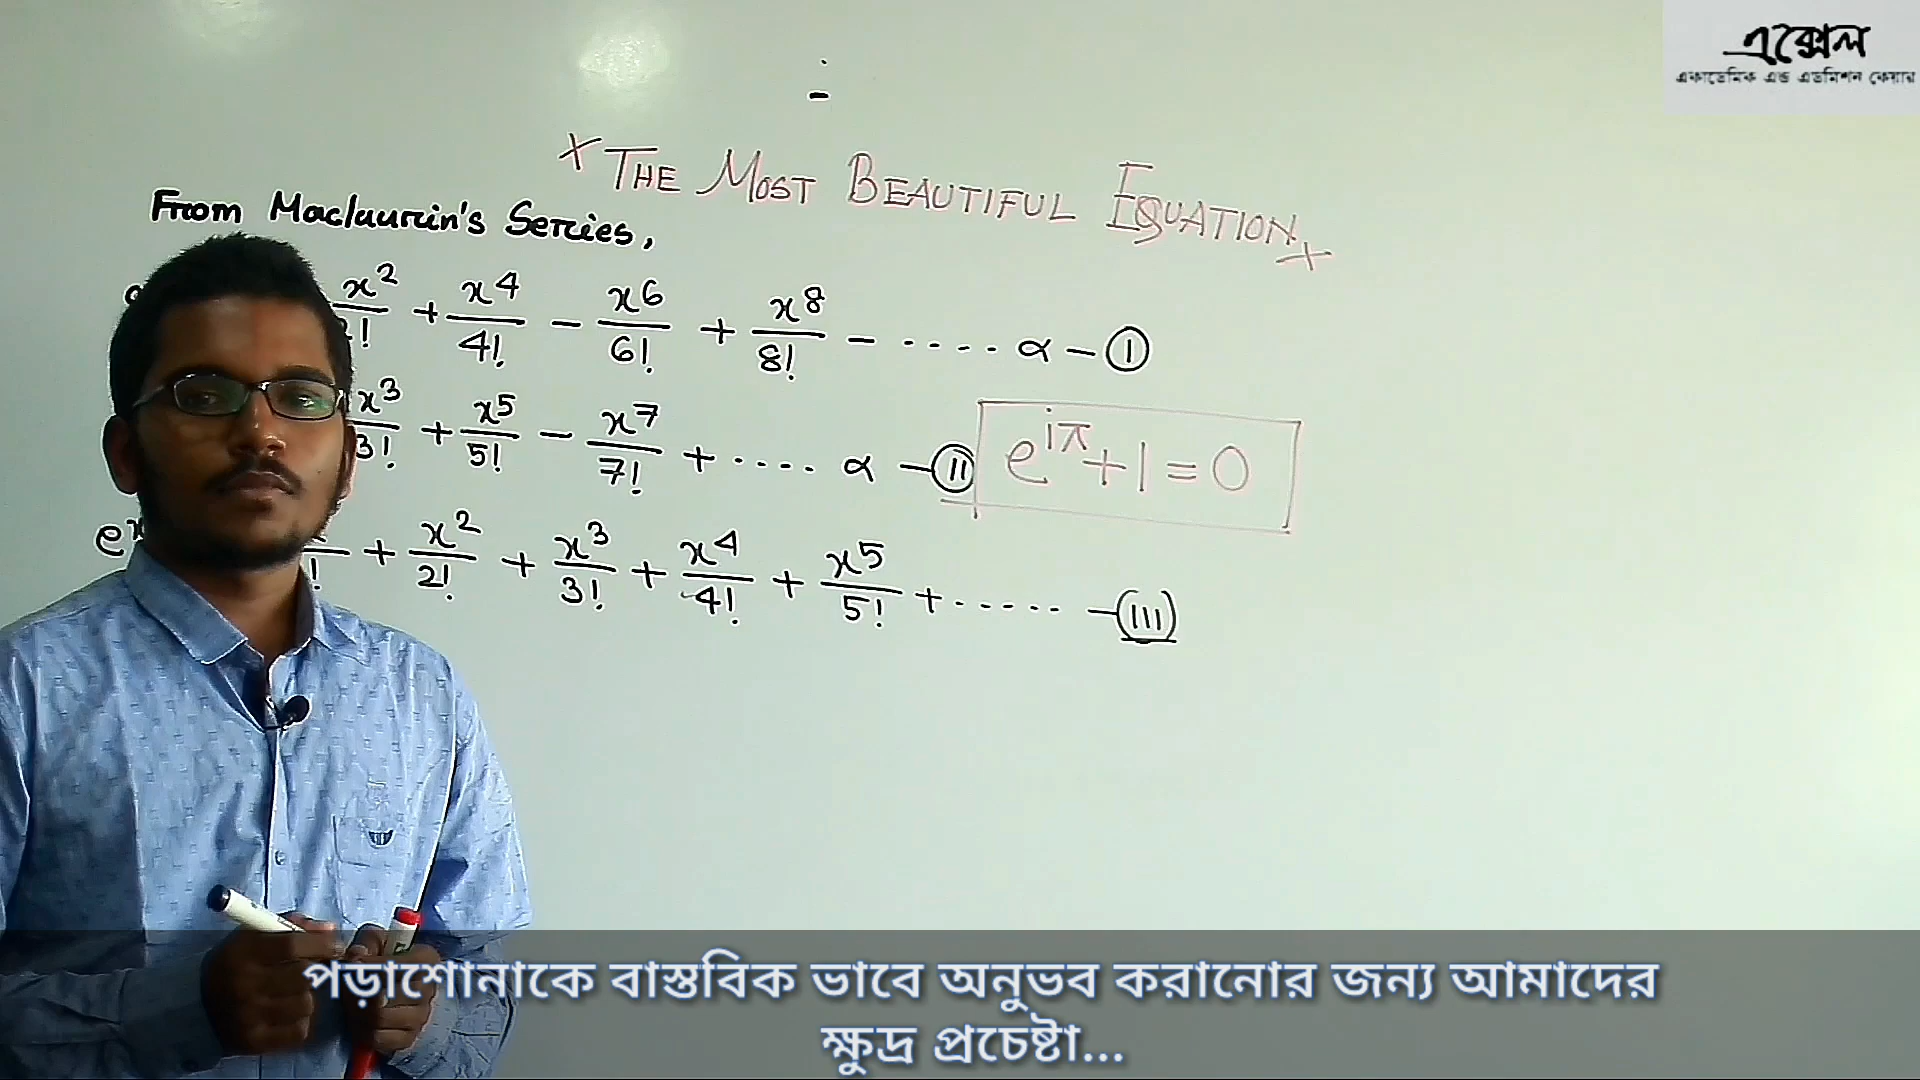 এক্সেল
একাডেমিক এন্ড এডমিশন কেয়ার
x THE MOST BEAUTIFUL EQUATION x
From Maclaurin's Series,
x²/2! + x⁴/4! − x⁶/6! + x⁸/8! − ···· α − Ⓘ
x³/3! + x⁵/5! − x⁷/7! + ···· α − Ⓘⓘ
e^{iπ} + 1 = 0
eˣ + x²/2! + x³/3! + x⁴/4! + x⁵/5! + ····· − (III)
পড়াশোনাকে বাস্তবিক ভাবে অনুভব করানোর জন্য আমাদের
ক্ষুদ্র প্রচেষ্টা...